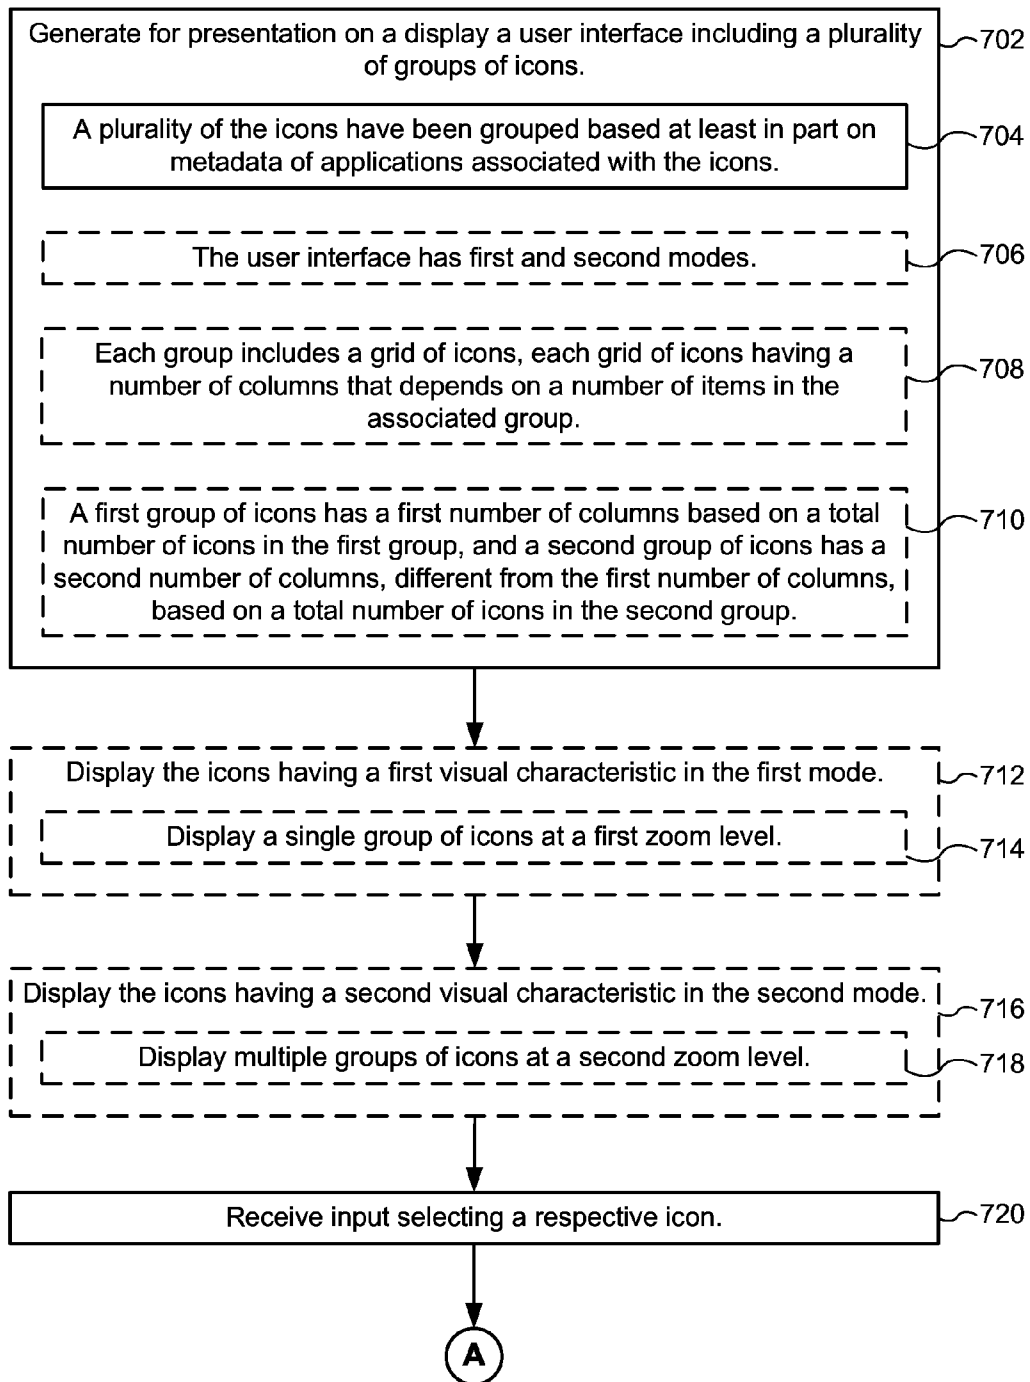 Generate for presentation on a display a user interface including a plurality
of groups of icons.
702
A plurality of the icons have been grouped based at least in part on
metadata of applications associated with the icons.
704
The user interface has first and second modes.
706
Each group includes a grid of icons, each grid of icons having a
number of columns that depends on a number of items in the
associated group.
708
A first group of icons has a first number of columns based on a total
number of icons in the first group, and a second group of icons has a
second number of columns, different from the first number of columns,
based on a total number of icons in the second group.
710
Display the icons having a first visual characteristic in the first mode.
712
Display a single group of icons at a first zoom level.
714
Display the icons having a second visual characteristic in the second mode.
716
Display multiple groups of icons at a second zoom level.
718
Receive input selecting a respective icon.
720
A